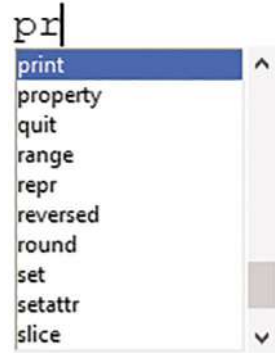 pr
print
property
quit
range
repr
reversed
round
set
setattr
slice